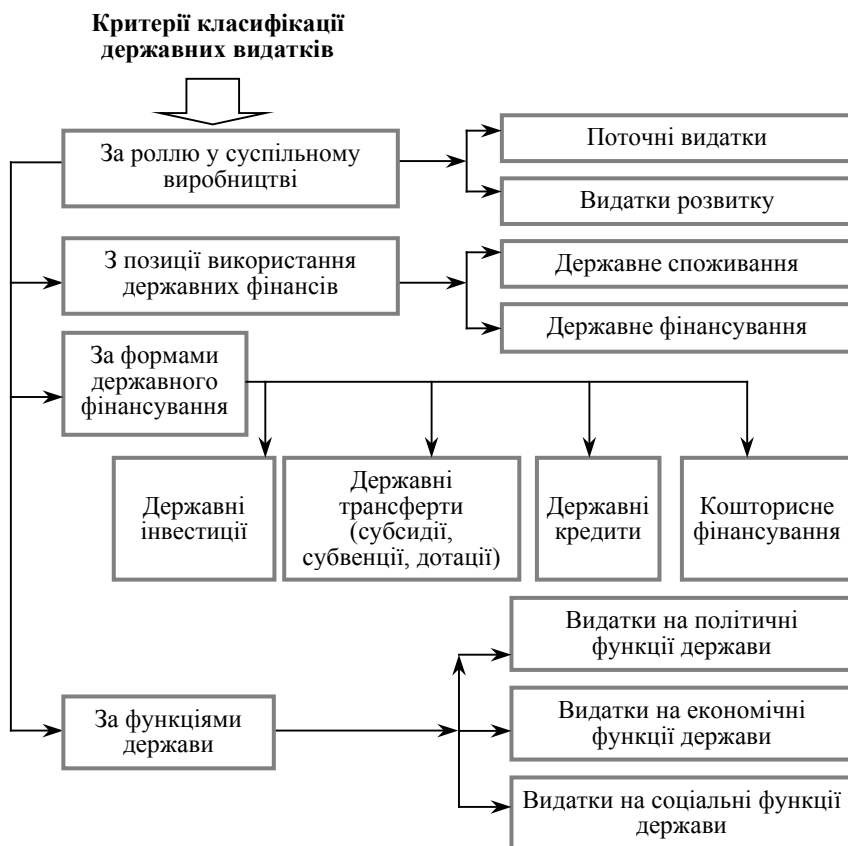 Критерії класифікації
державних видатків
За роллю у суспільному
виробництві
Поточні видатки
Видатки розвитку
З позиції використання
державних фінансів
Державне споживання
Державне фінансування
За формами
державного
фінансування
Державні
інвестиції
Державні
трансферти
(субсидії,
субвенції, дотації)
Державні
кредити
Кошторисне
фінансування
За функціями
держави
Видатки на політичні
функції держави
Видатки на економічні
функції держави
Видатки на соціальні функції
держави